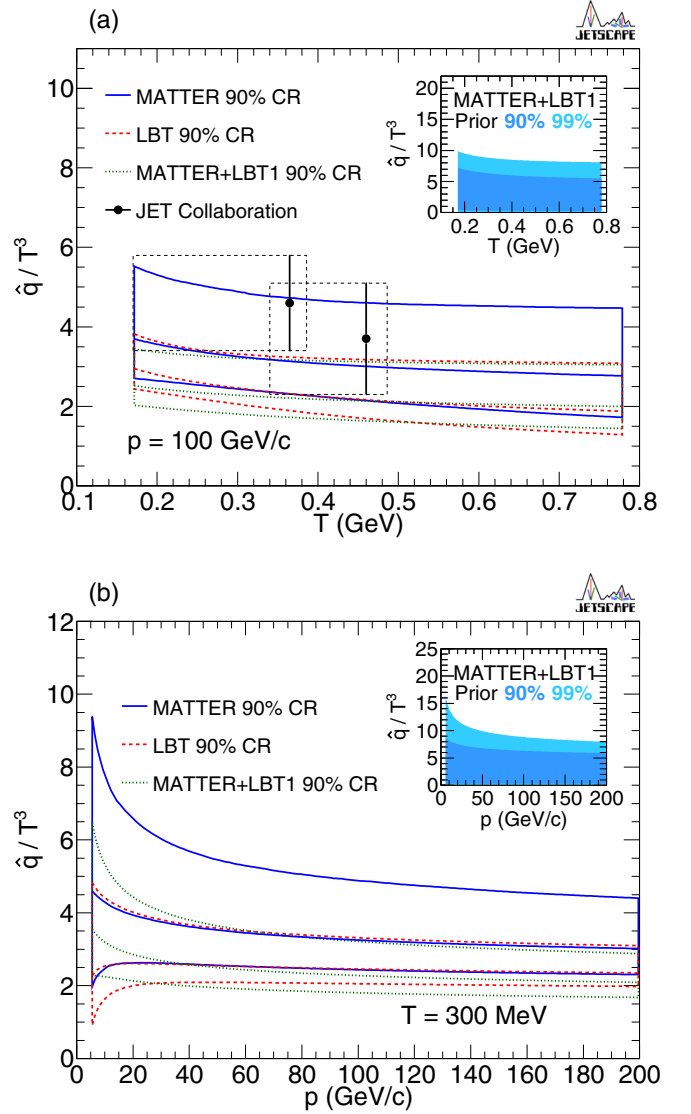 (a)
JETSCAPE
q̂ / T³
10
8
6
4
2
0
MATTER 90% CR
LBT 90% CR
MATTER+LBT1 90% CR
JET Collaboration
q̂ / T³
20
15
10
5
0
MATTER+LBT1
Prior 90% 99%
0.2 0.4 0.6 0.8
T (GeV)
p = 100 GeV/c
0.1 0.2 0.3 0.4 0.5 0.6 0.7 0.8
T (GeV)
(b)
JETSCAPE
q̂ / T³
12
10
8
6
4
2
0
MATTER 90% CR
LBT 90% CR
MATTER+LBT1 90% CR
q̂ / T³
25
20
15
10
5
0
MATTER+LBT1
Prior 90% 99%
0 50 100 150 200
p (GeV/c)
T = 300 MeV
0 20 40 60 80 100 120 140 160 180 200
p (GeV/c)